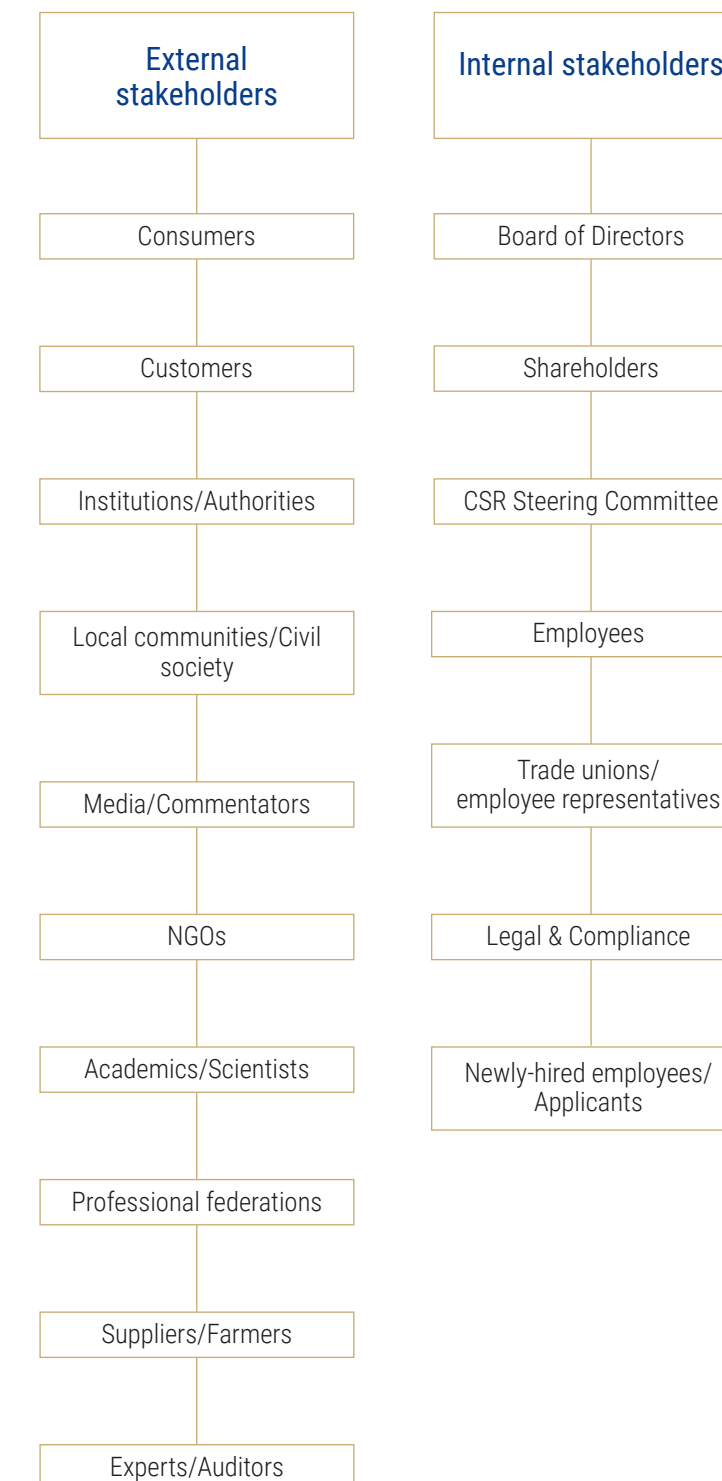 External
stakeholders
Consumers
Customers
Institutions/Authorities
Local communities/Civil
society
Media/Commentators
NGOs
Academics/Scientists
Professional federations
Suppliers/Farmers
Experts/Auditors
Internal stakeholders
Board of Directors
Shareholders
CSR Steering Committee
Employees
Trade unions/
employee representatives
Legal & Compliance
Newly-hired employees/
Applicants